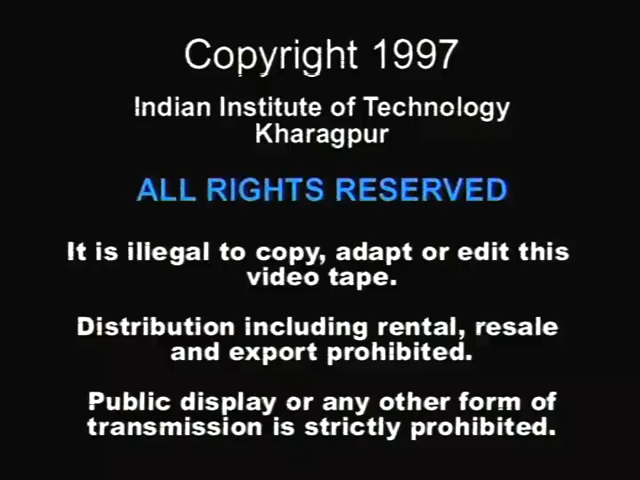 Copyright 1997
Indian Institute of Technology
Kharagpur
ALL RIGHTS RESERVED
It is illegal to copy, adapt or edit this
video tape.
Distribution including rental, resale
and export prohibited.
Public display or any other form of
transmission is strictly prohibited.